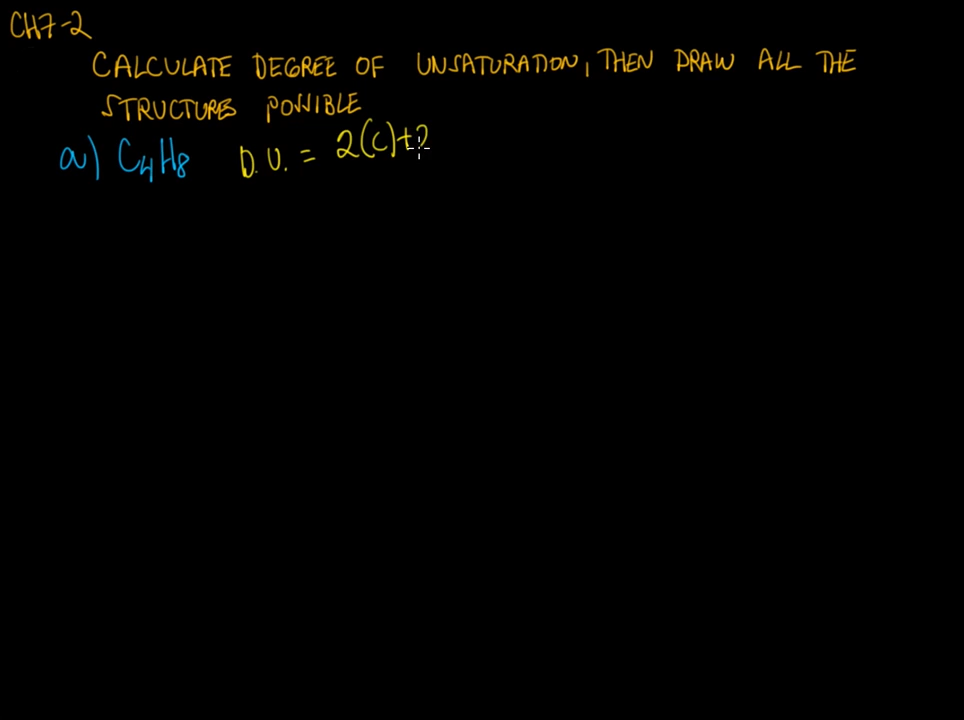 CH7-2
CALCULATE DEGREE OF UNSATURATION, THEN DRAW ALL THE
STRUCTURES POSSIBLE
a) C4H8 D.U. = 2(C)+2